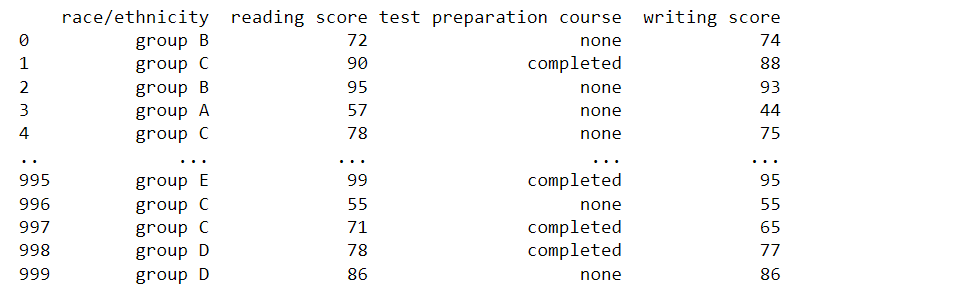 race/ethnicity reading score test preparation course writing score
0 group B 72 none 74
1 group C 90 completed 88
2 group B 95 none 93
3 group A 57 none 44
4 group C 78 none 75
.. ... ... ... ...
995 group E 99 completed 95
996 group C 55 none 55
997 group C 71 completed 65
998 group D 78 completed 77
999 group D 86 none 86